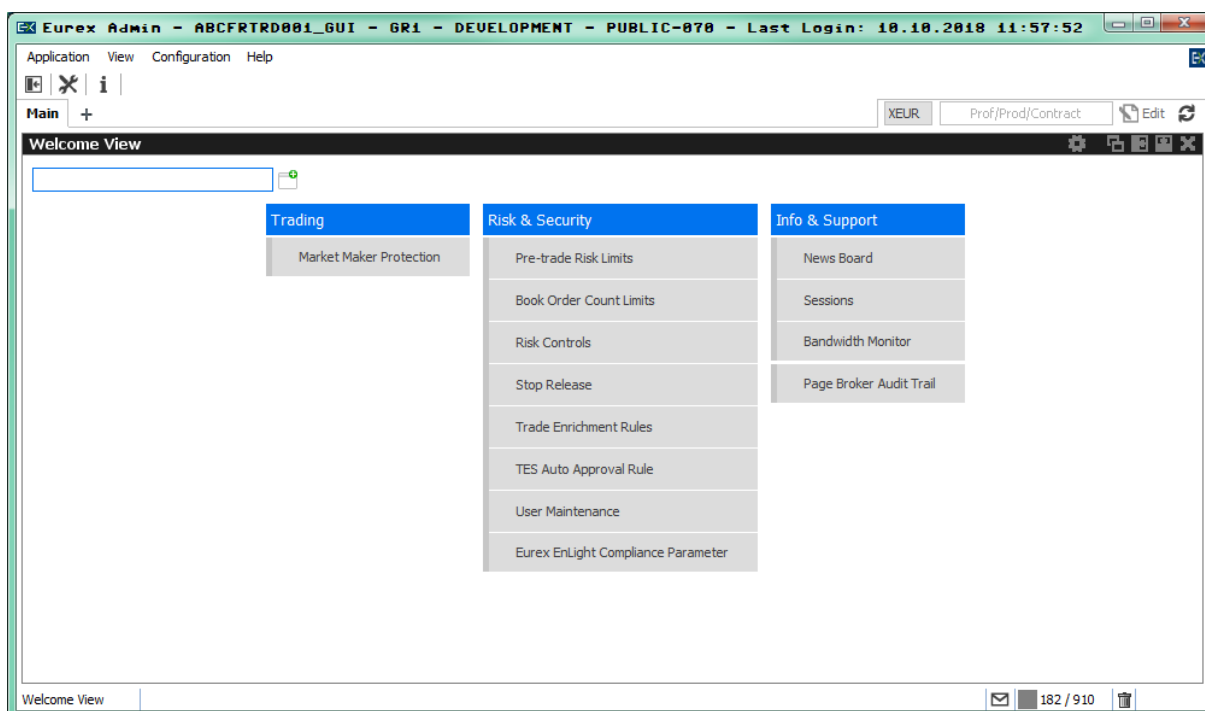 EX Eurex Admin - ABCFRTRD001_GUI - GR1 - DEVELOPMENT - PUBLIC-070 - Last Login: 10.10.2018 11:57:52
Application View Configuration Help
Main + XEUR Prof/Prod/Contract Edit
Welcome View
Trading Risk & Security Info & Support
Market Maker Protection Pre-trade Risk Limits News Board
Book Order Count Limits Sessions
Risk Controls Bandwidth Monitor
Stop Release Page Broker Audit Trail
Trade Enrichment Rules
TES Auto Approval Rule
User Maintenance
Eurex EnLight Compliance Parameter
Welcome View 182 / 910